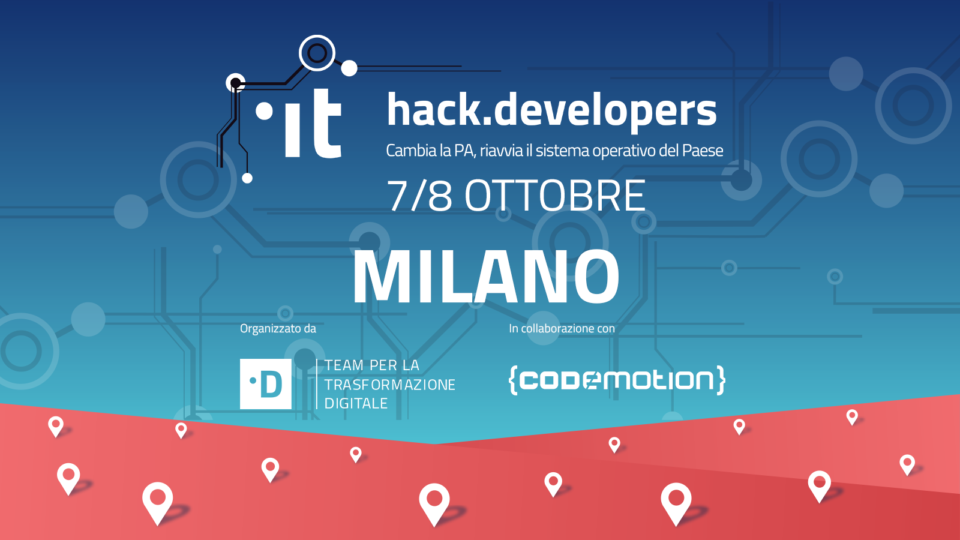 ·it
hack.developers
Cambia la PA, riavvia il sistema operativo del Paese
7/8 OTTOBRE
MILANO
Organizzato da
·D
TEAM PER LA
TRASFORMAZIONE
DIGITALE
In collaborazione con
{CODEMOTION}